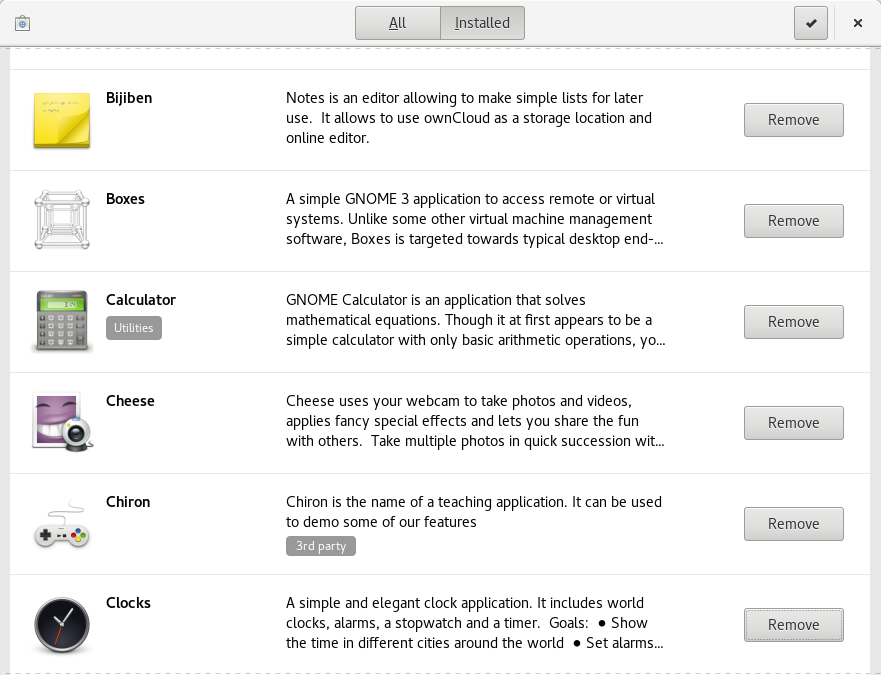 All
Installed
Bijiben
Notes is an editor allowing to make simple lists for later
use.  It allows to use ownCloud as a storage location and
online editor.
Remove
Boxes
A simple GNOME 3 application to access remote or virtual
systems. Unlike some other virtual machine management
software, Boxes is targeted towards typical desktop end-...
Remove
Calculator
Utilities
GNOME Calculator is an application that solves
mathematical equations. Though it at first appears to be a
simple calculator with only basic arithmetic operations, yo...
Remove
Cheese
Cheese uses your webcam to take photos and videos,
applies fancy special effects and lets you share the fun
with others.  Take multiple photos in quick succession wit...
Remove
Chiron
Chiron is the name of a teaching application. It can be used
to demo some of our features
3rd party
Remove
Clocks
A simple and elegant clock application. It includes world
clocks, alarms, a stopwatch and a timer.  Goals:  ● Show
the time in different cities around the world  ● Set alarms...
Remove